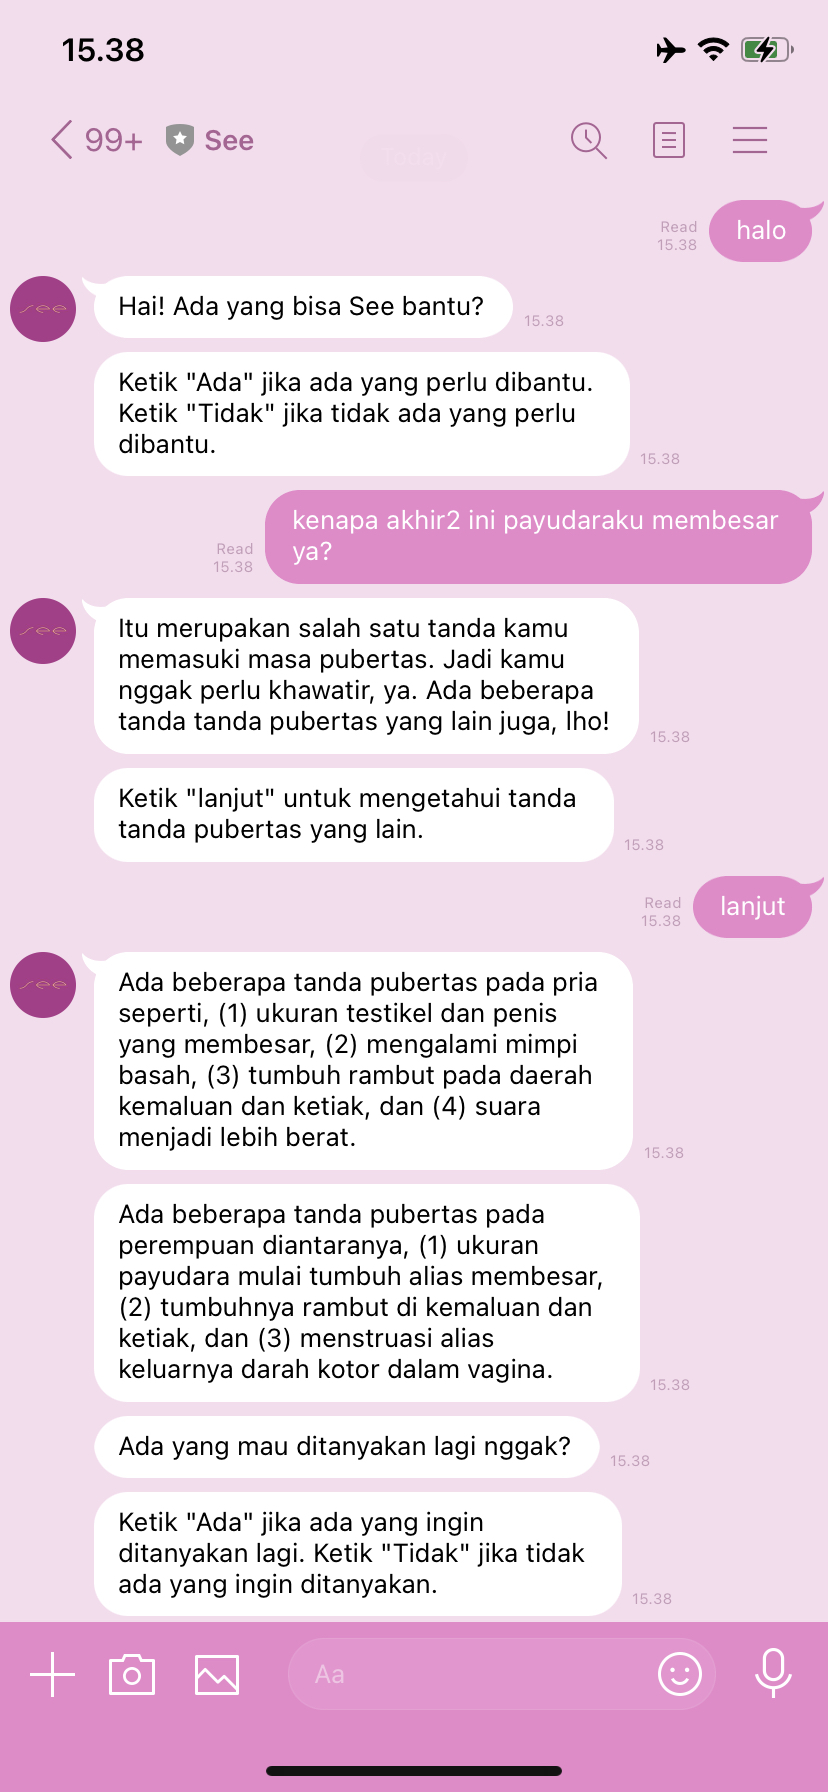 15.38
99+
See
Today
halo
Read
15.38
see
Hai! Ada yang bisa See bantu?
15.38
Ketik "Ada" jika ada yang perlu dibantu.
Ketik "Tidak" jika tidak ada yang perlu
dibantu.
15.38
kenapa akhir2 ini payudaraku membesar
ya?
Read
15.38
see
Itu merupakan salah satu tanda kamu
memasuki masa pubertas. Jadi kamu
nggak perlu khawatir, ya. Ada beberapa
tanda tanda pubertas yang lain juga, lho!
15.38
Ketik "lanjut" untuk mengetahui tanda
tanda pubertas yang lain.
15.38
lanjut
Read
15.38
see
Ada beberapa tanda pubertas pada pria
seperti, (1) ukuran testikel dan penis
yang membesar, (2) mengalami mimpi
basah, (3) tumbuh rambut pada daerah
kemaluan dan ketiak, dan (4) suara
menjadi lebih berat.
15.38
Ada beberapa tanda pubertas pada
perempuan diantaranya, (1) ukuran
payudara mulai tumbuh alias membesar,
(2) tumbuhnya rambut di kemaluan dan
ketiak, dan (3) menstruasi alias
keluarnya darah kotor dalam vagina.
15.38
Ada yang mau ditanyakan lagi nggak?
15.38
Ketik "Ada" jika ada yang ingin
ditanyakan lagi. Ketik "Tidak" jika tidak
ada yang ingin ditanyakan.
15.38
Aa